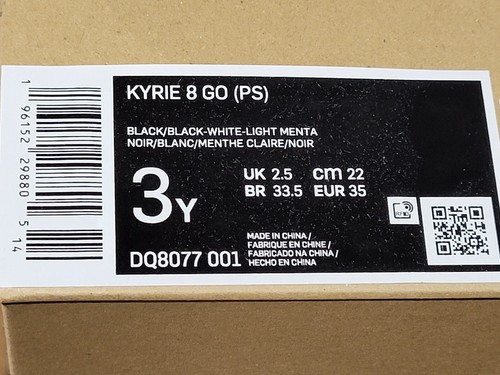 KYRIE 8 GO (PS)
BLACK/BLACK-WHITE-LIGHT MENTA
NOIR/BLANC/MENTHE CLAIRE/NOIR
3Y
UK 2.5 cm 22
BR 33.5 EUR 35
DQ8077 001
MADE IN CHINA /
FABRIQUE EN CHINE /
FABRICADO NA CHINA /
HECHO EN CHINA
1 96152 29880 5 14